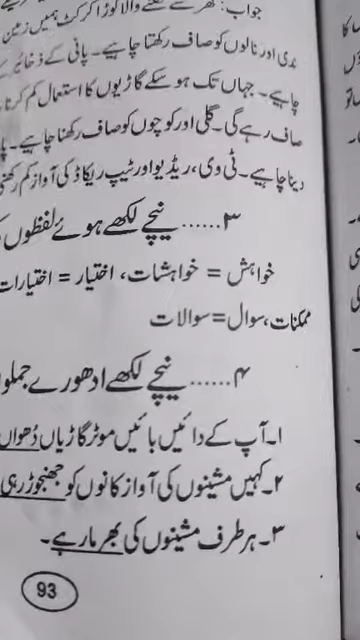 جواب: گھر سے نکلنے والا کوڑا کرکٹ ہمیں زمین
ندی اور نالوں کو صاف رکھنا چاہیے۔ پانی کے ذخائر
چاہیے۔ جہاں تک ہو سکے گاڑیوں کا استعمال کم کرنا
صاف رہے گی۔ گلی اور کوچوں کو صاف رکھنا چاہیے۔
دینا چاہیے۔ ٹی وی، ریڈیو اور ٹیپ ریکاڈ کی آواز کم رکھنی
۳......نیچے لکھے ہوئے لفظوں
خواہش = خواہشات، اختیار = اختیارات
ممکنات، سوال = سوالات
۴......نیچے لکھے ادھورے جملو
۱۔ آپ کے دائیں بائیں موٹر گاڑیاں دُھواں
۲۔ کہیں مشینوں کی آواز کانوں کو جھنجوڑ رہی
۳۔ ہر طرف مشینوں کی بھر مار ہے۔
93